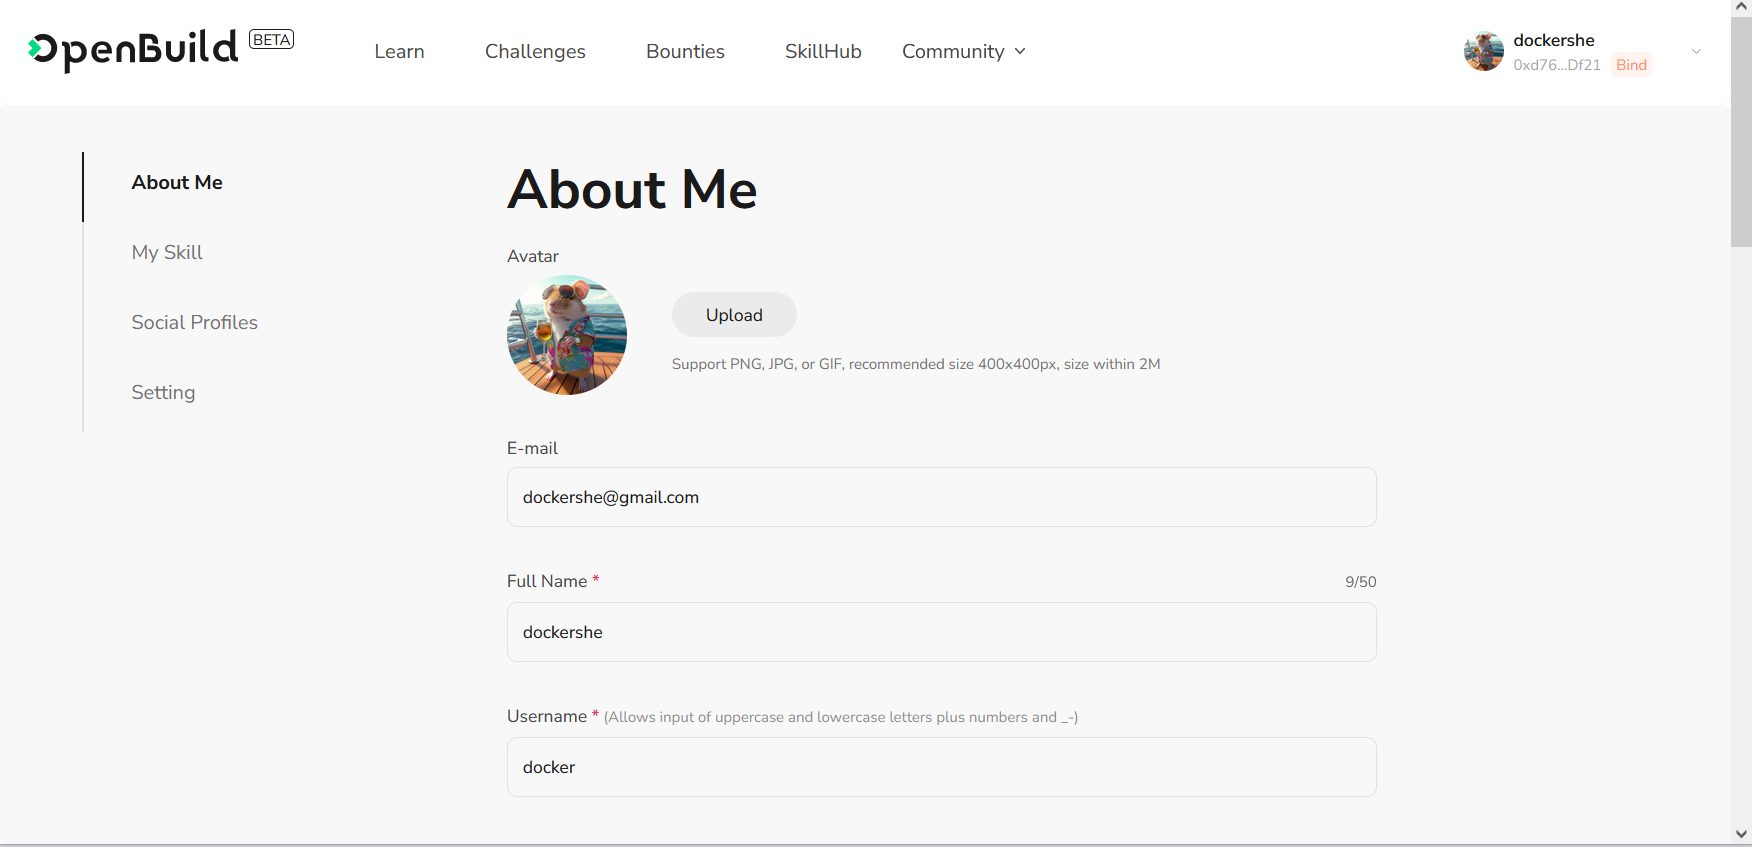 OpenBuild BETA
Learn
Challenges
Bounties
SkillHub
Community
dockershe
0xd76...Df21 Bind
About Me
My Skill
Social Profiles
Setting
About Me
Avatar
Upload
Support PNG, JPG, or GIF, recommended size 400x400px, size within 2M
E-mail
dockershe@gmail.com
Full Name * 9/50
dockershe
Username * (Allows input of uppercase and lowercase letters plus numbers and _-)
docker